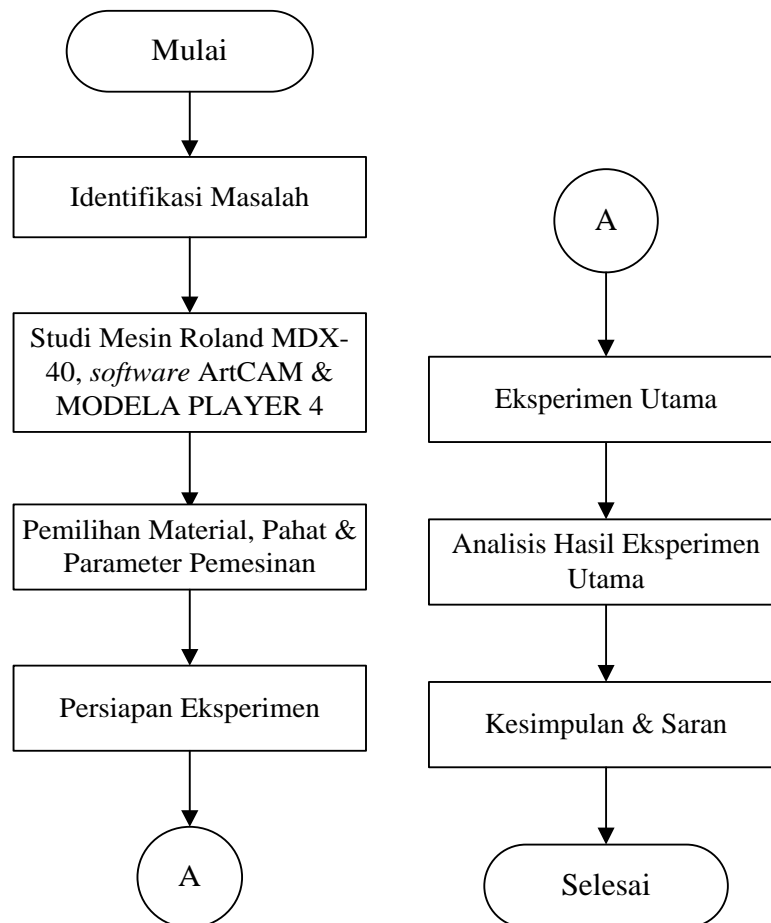 Mulai
Identifikasi Masalah
Studi Mesin Roland MDX-
40, software ArtCAM &
MODELA PLAYER 4
Pemilihan Material, Pahat &
Parameter Pemesinan
Persiapan Eksperimen
A
A
Eksperimen Utama
Analisis Hasil Eksperimen
Utama
Kesimpulan & Saran
Selesai